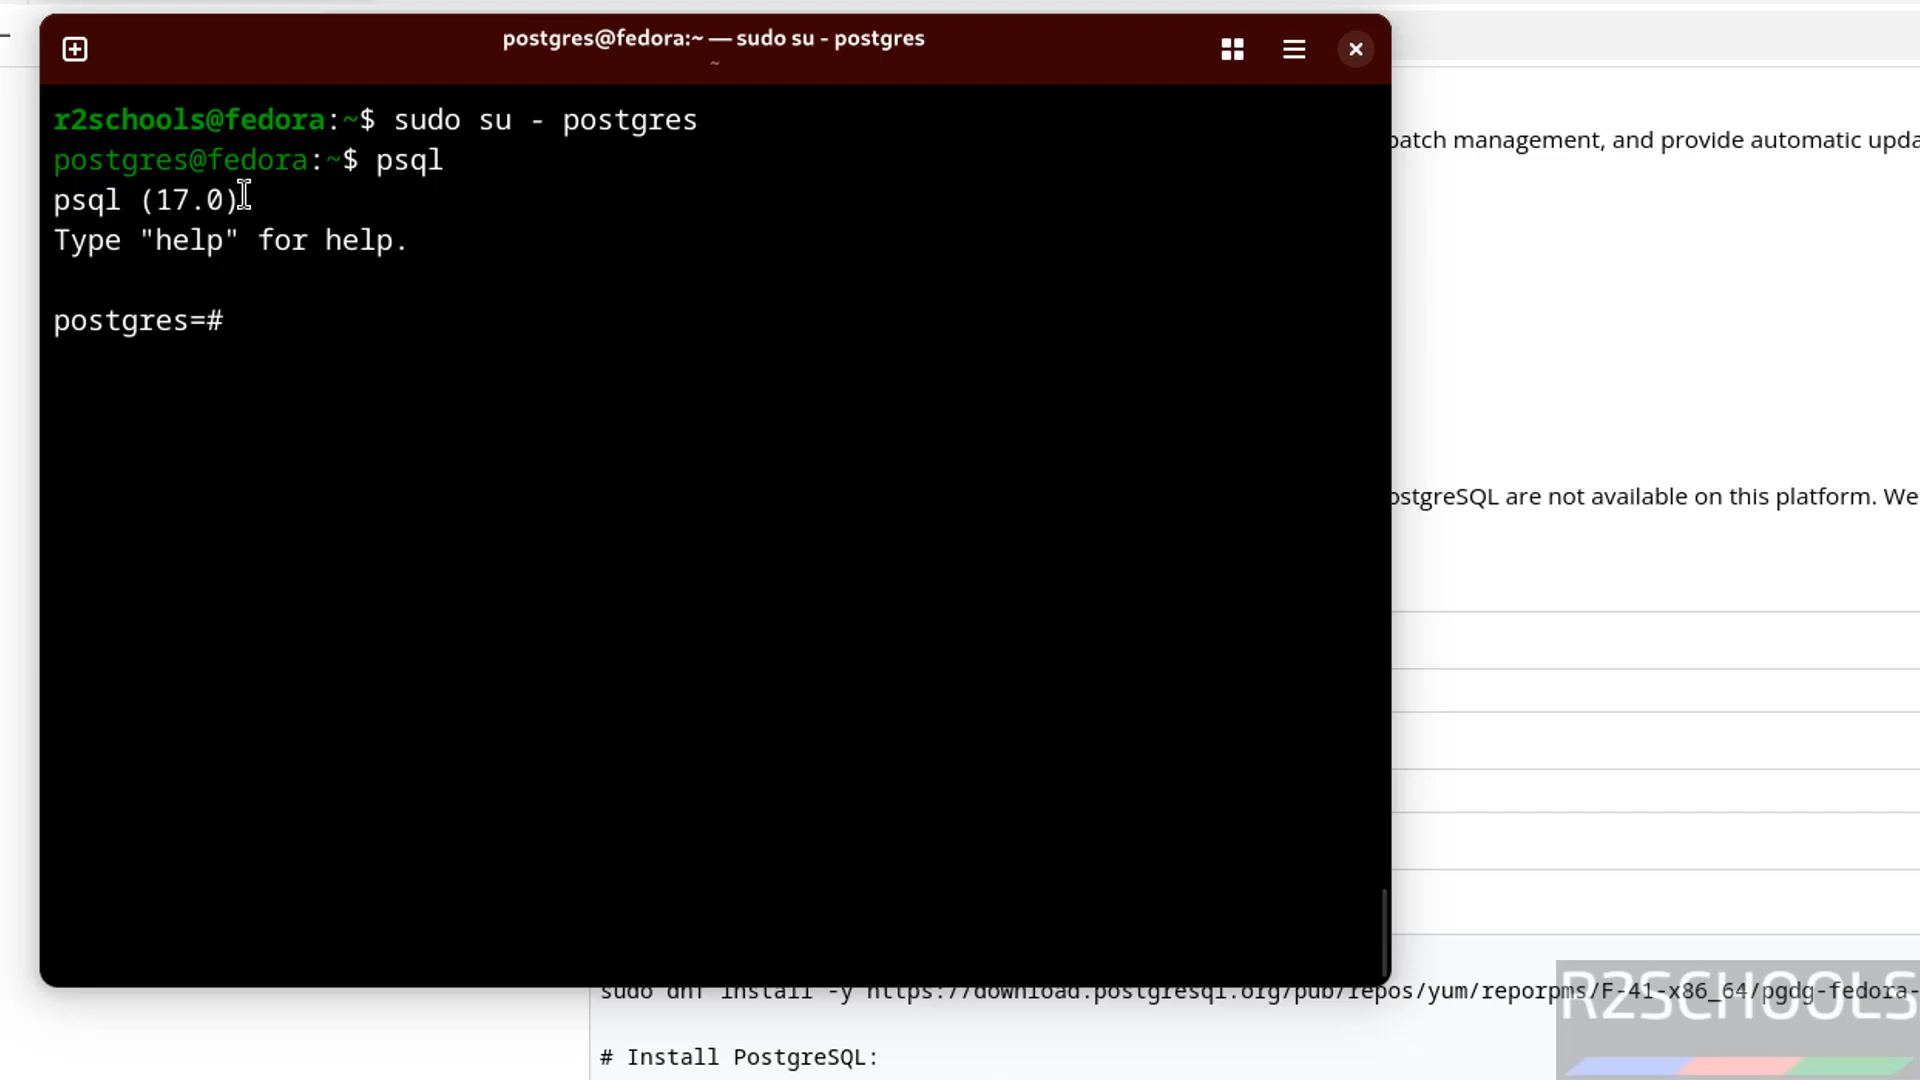 postgres@fedora:~ — sudo su - postgres
~
r2schools@fedora:~$ sudo su - postgres
postgres@fedora:~$ psql
psql (17.0)
Type "help" for help.
postgres=#
patch management, and provide automatic upda
ostgreSQL are not available on this platform. We
sudo dnf install -y https://download.postgresql.org/pub/repos/yum/reporpms/F-41-x86_64/pgdg-fedora-
# Install PostgreSQL:
R2SCHOOLS